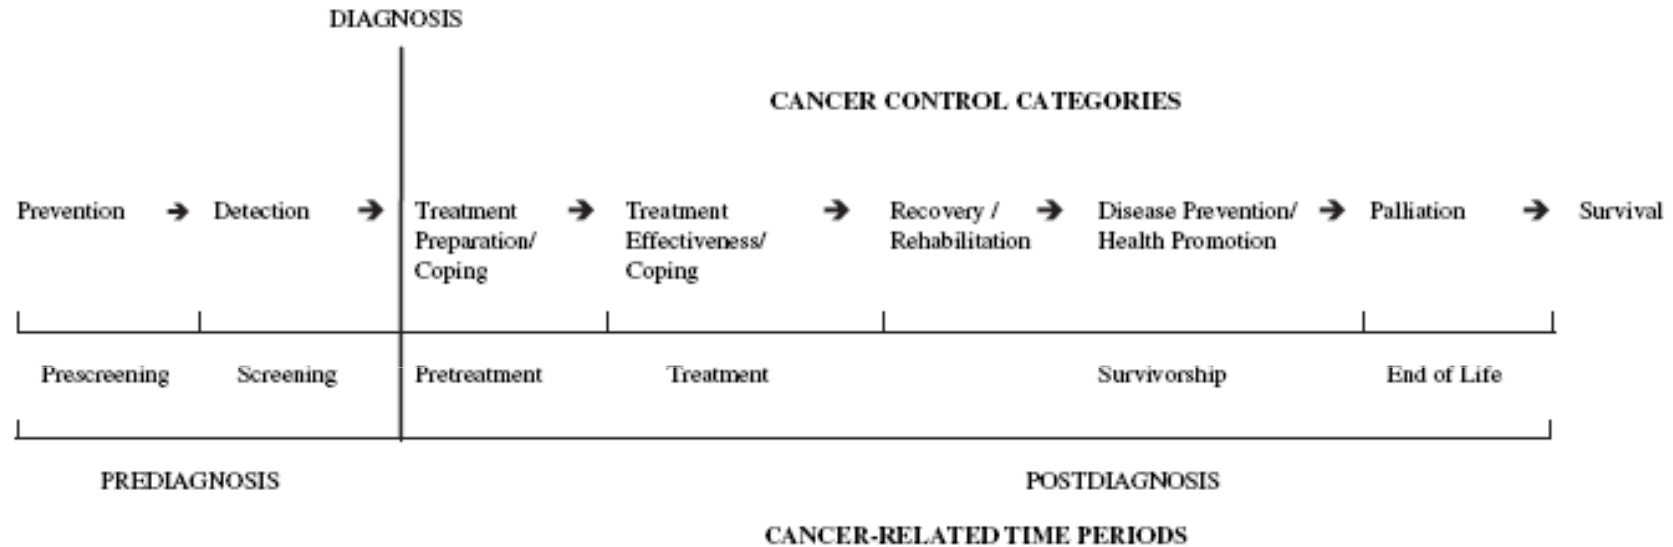 DIAGNOSIS
CANCER CONTROL CATEGORIES
Prevention → Detection → Treatment Preparation/ Coping → Treatment Effectiveness/ Coping → Recovery / Rehabilitation → Disease Prevention/ Health Promotion → Palliation → Survival
Prescreening Screening Pretreatment Treatment Survivorship End of Life
PREDIAGNOSIS POSTDIAGNOSIS
CANCER-RELATED TIME PERIODS